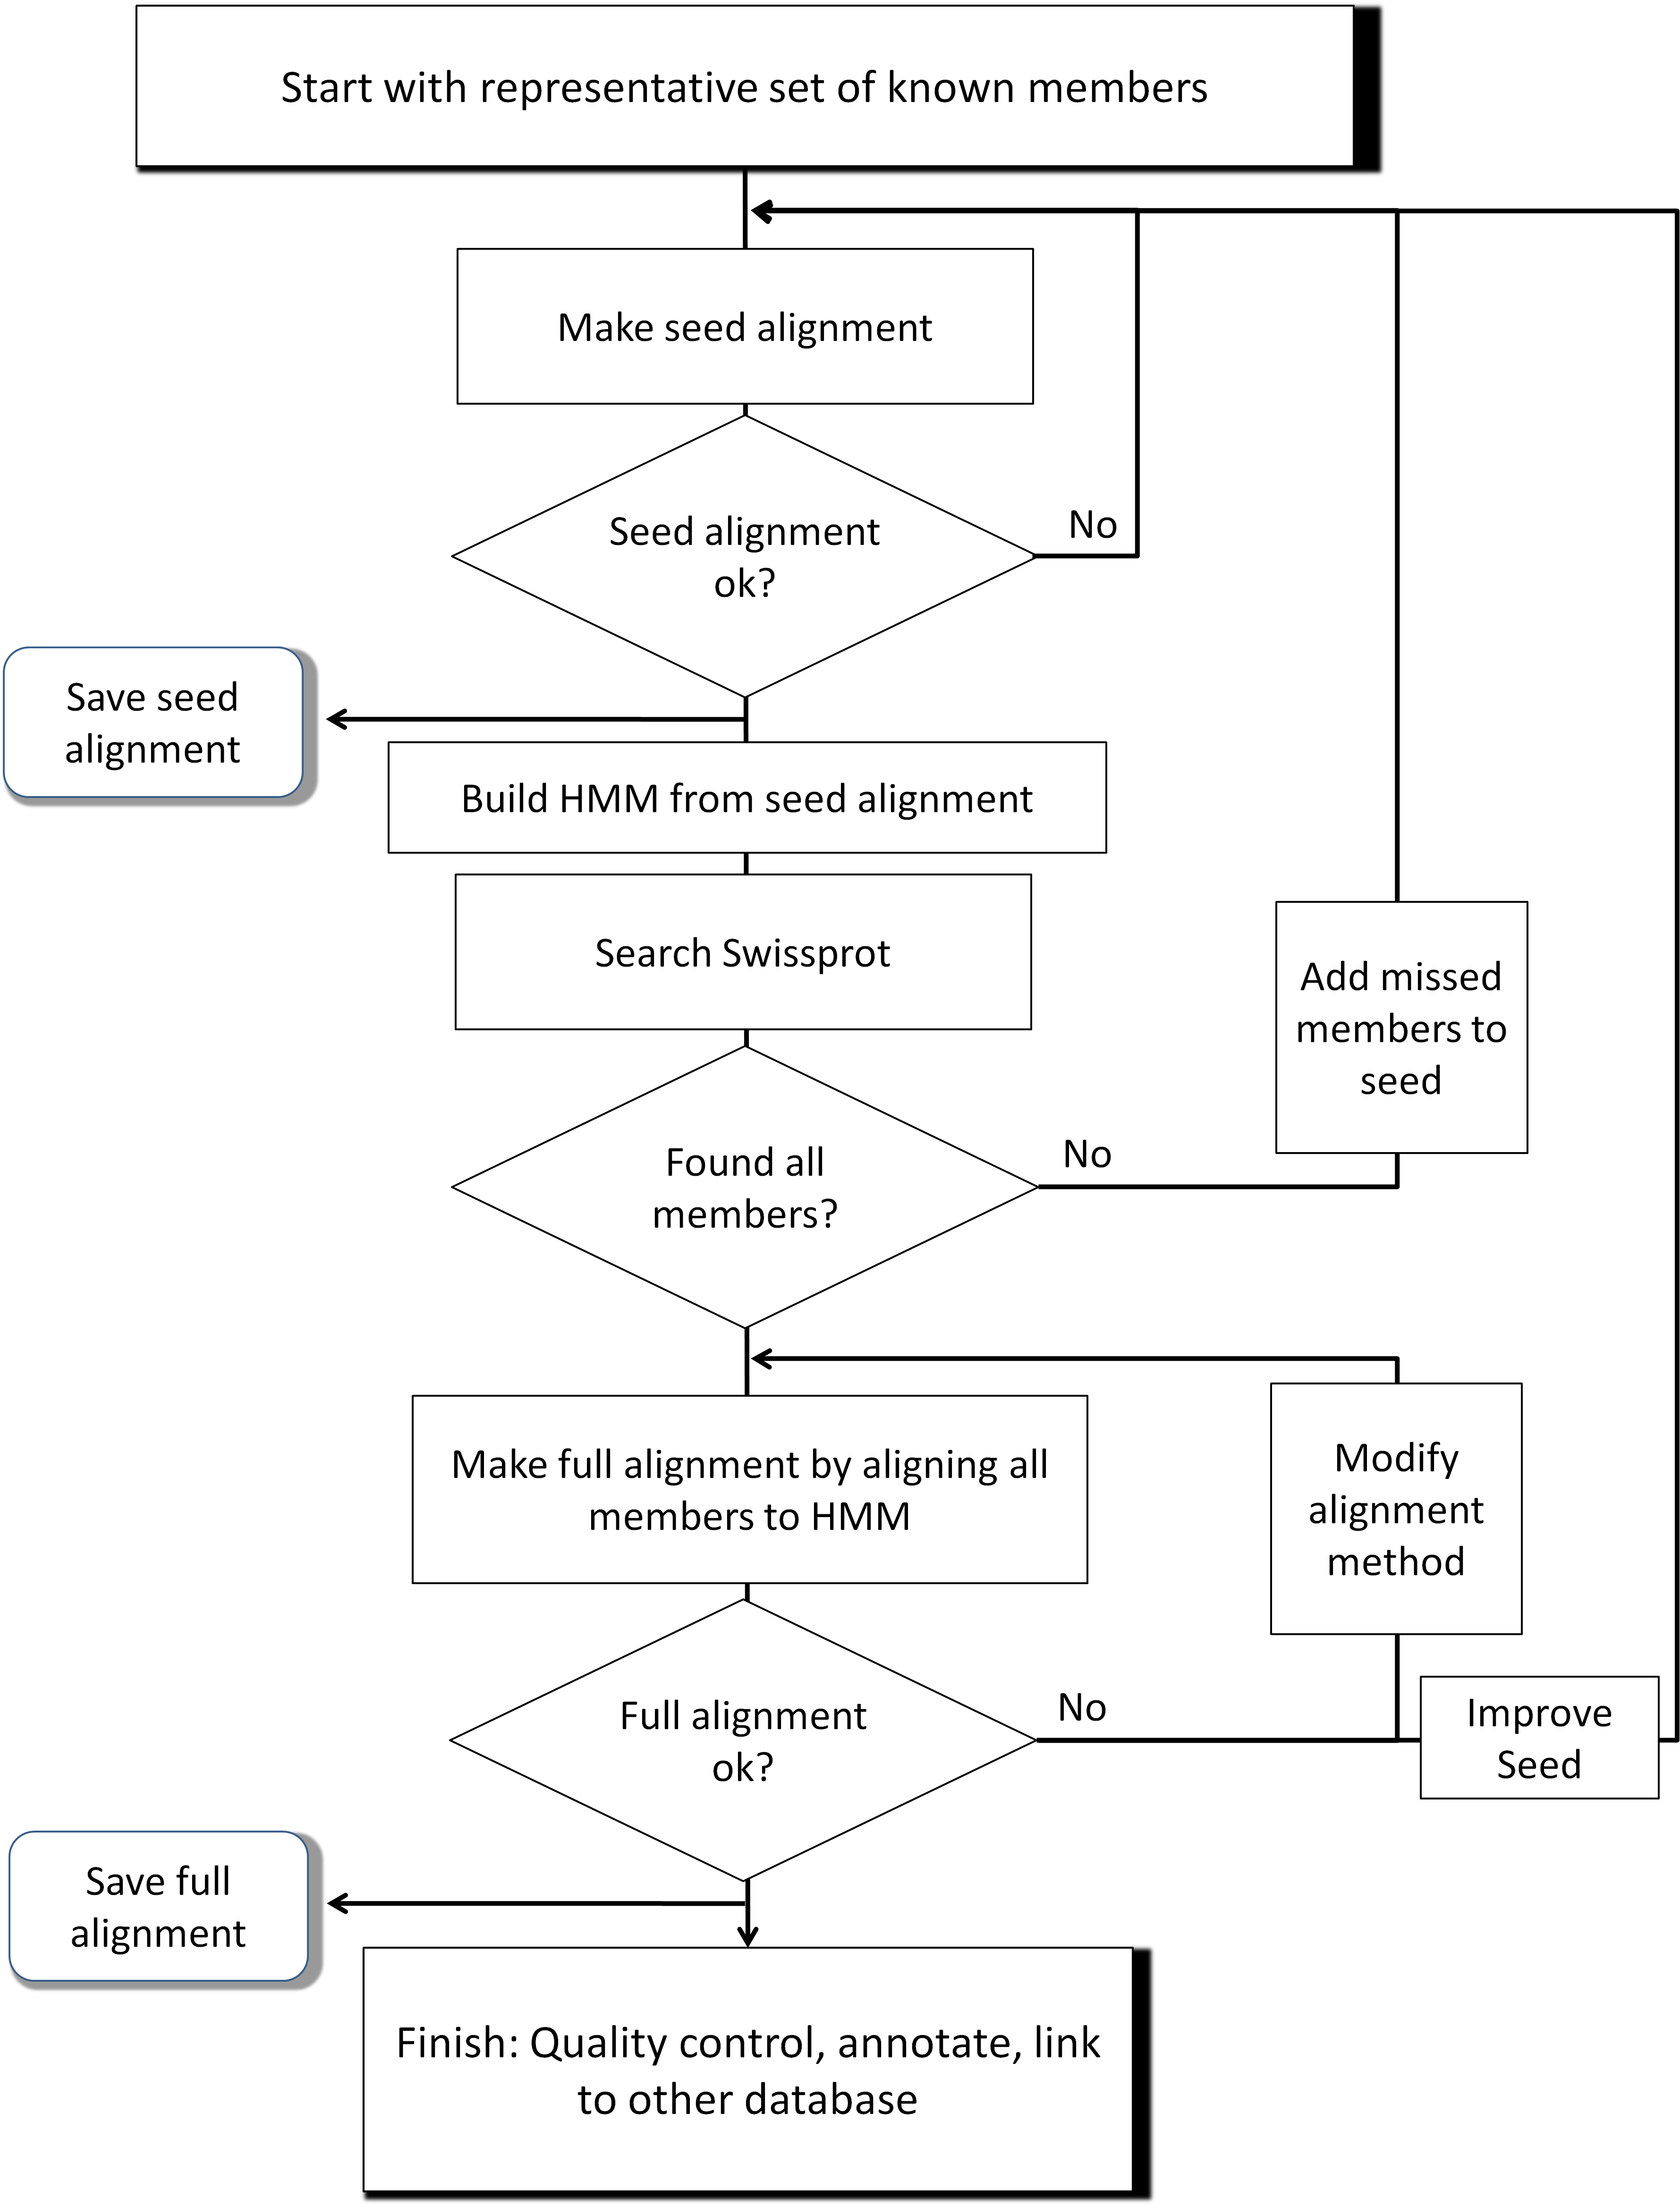 Start with representative set of known members
Make seed alignment
Seed alignment
ok?
No
Save seed
alignment
Build HMM from seed alignment
Search Swissprot
Add missed
members to
seed
Found all
members?
No
Make full alignment by aligning all
members to HMM
Modify
alignment
method
Full alignment
ok?
No
Improve
Seed
Save full
alignment
Finish: Quality control, annotate, link
to other database